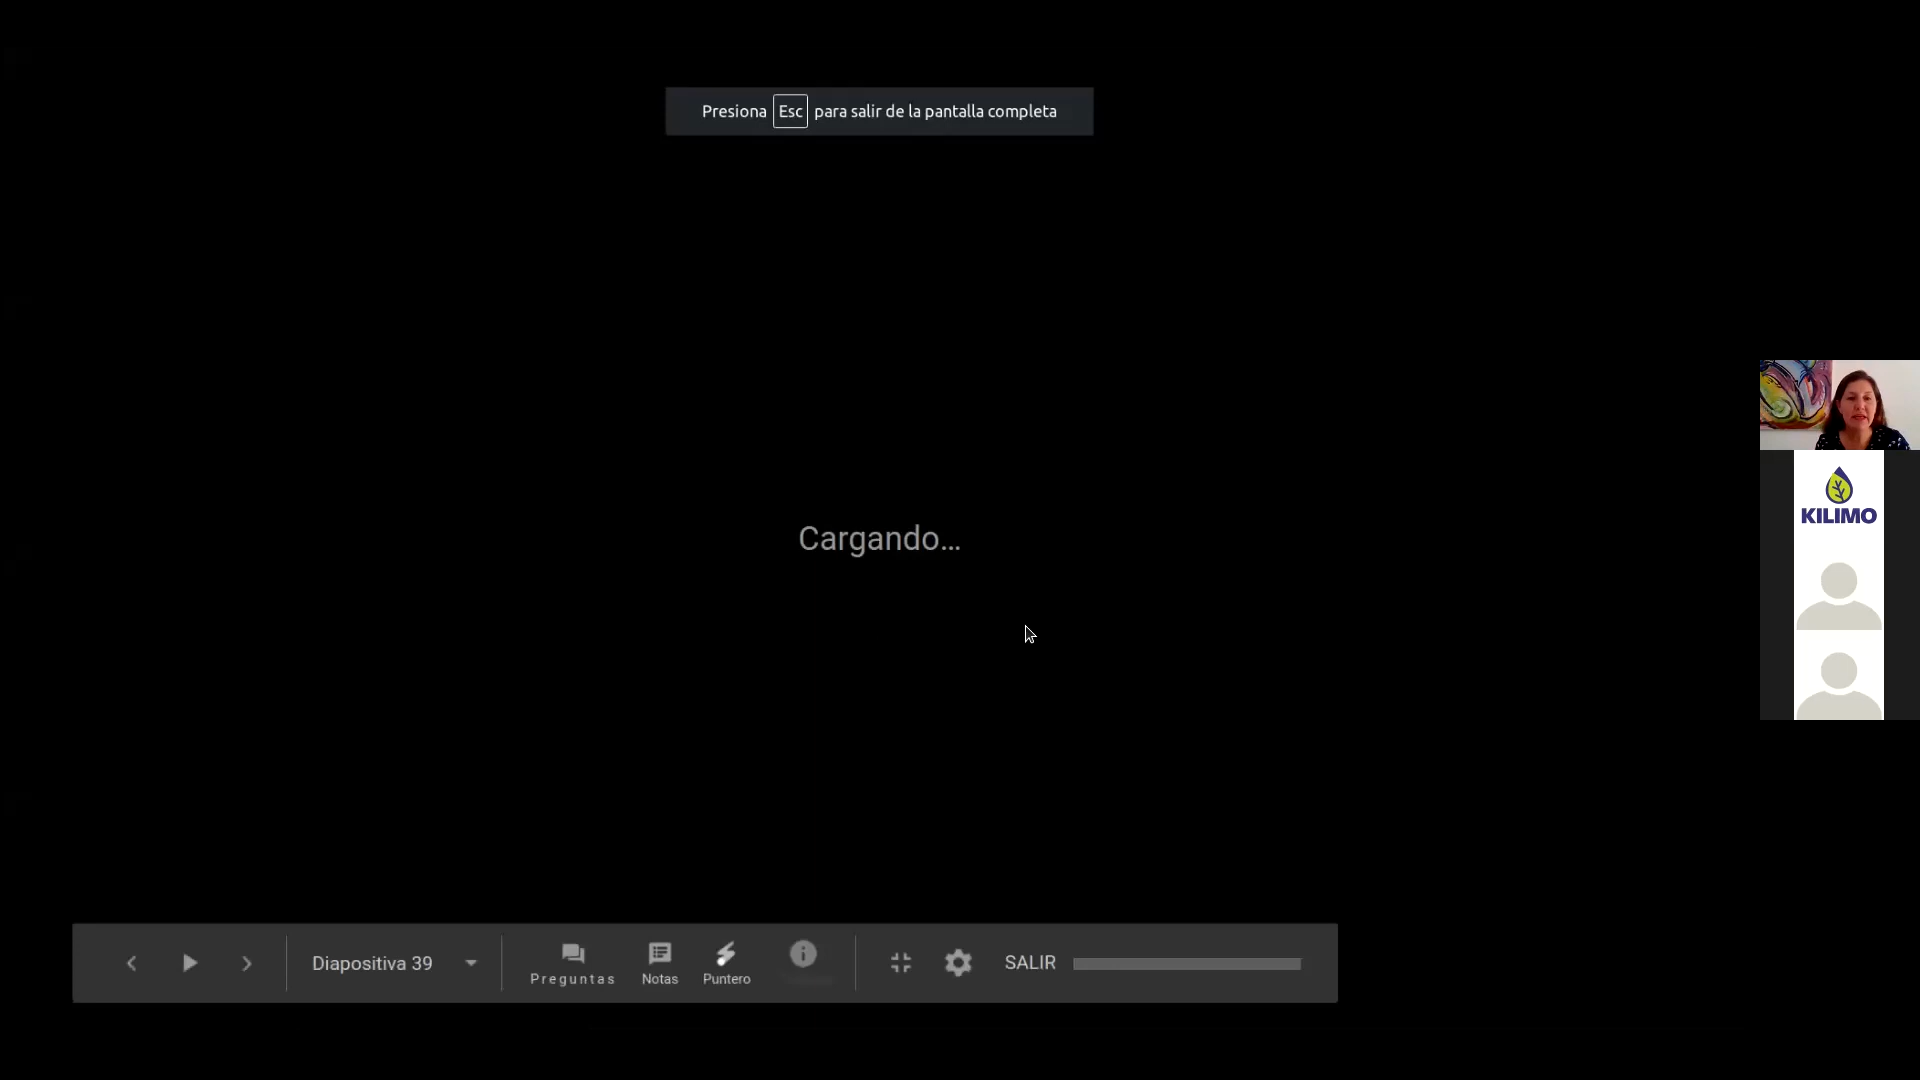 Presiona Esc para salir de la pantalla completa
Cargando...
KILIMO
Diapositiva 39
Preguntas
Notas
Puntero
SALIR